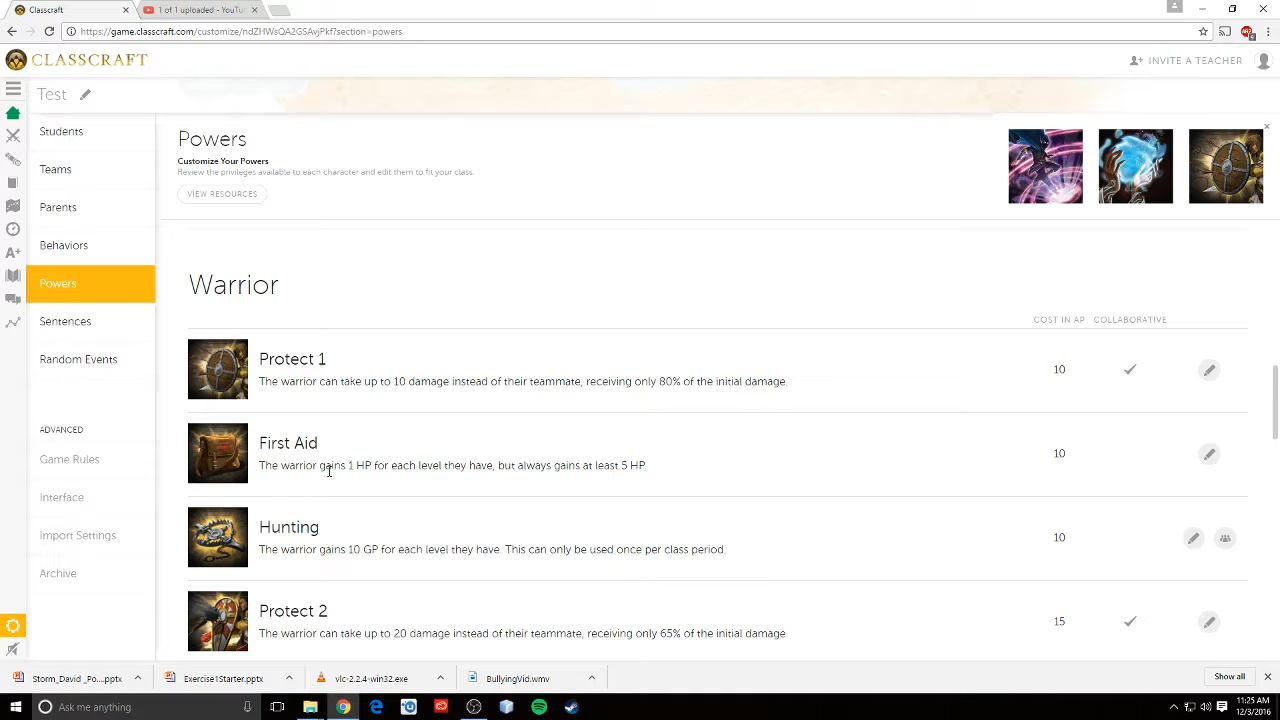 Classcraft
1 of 1 uploaded - YouTu
https://game.classcraft.com/customize/ndZHWsQA2GSAvjPkf?section=powers
CLASSCRAFT
INVITE A TEACHER
Test
Students
Teams
Parents
Behaviors
Powers
Sentences
Random Events
ADVANCED
Game Rules
Interface
Import Settings
Archive
Powers
Customize Your Powers
Review the privileges available to each character and edit them to fit your class.
VIEW RESOURCES
Warrior
COST IN AP COLLABORATIVE
Protect 1
The warrior can take up to 10 damage instead of their teammate, receiving only 80% of the initial damage.
10
First Aid
The warrior gains 1 HP for each level they have, but always gains at least 5 HP.
10
Hunting
The warrior gains 10 GP for each level they have. This can only be used once per class period.
10
Protect 2
The warrior can take up to 20 damage instead of their teammate, receiving only 65% of the initial damage.
15
Storm_David _Fo....pptx
Exercise1Starter.pptx
vlc-2.2.4-win32.exe
BullyingVid.wmv
Show all
Ask me anything
11:25 AM
12/3/2016